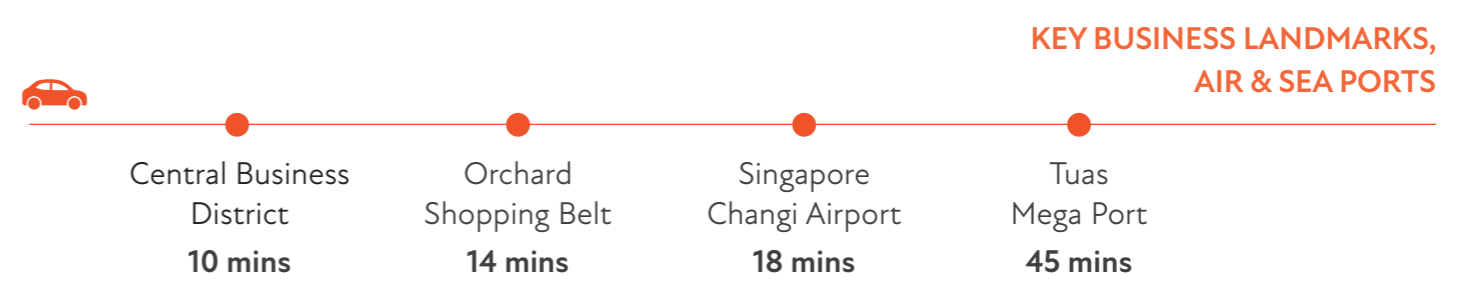 KEY BUSINESS LANDMARKS,
AIR & SEA PORTS
Central Business
District
10 mins
Orchard
Shopping Belt
14 mins
Singapore
Changi Airport
18 mins
Tuas
Mega Port
45 mins